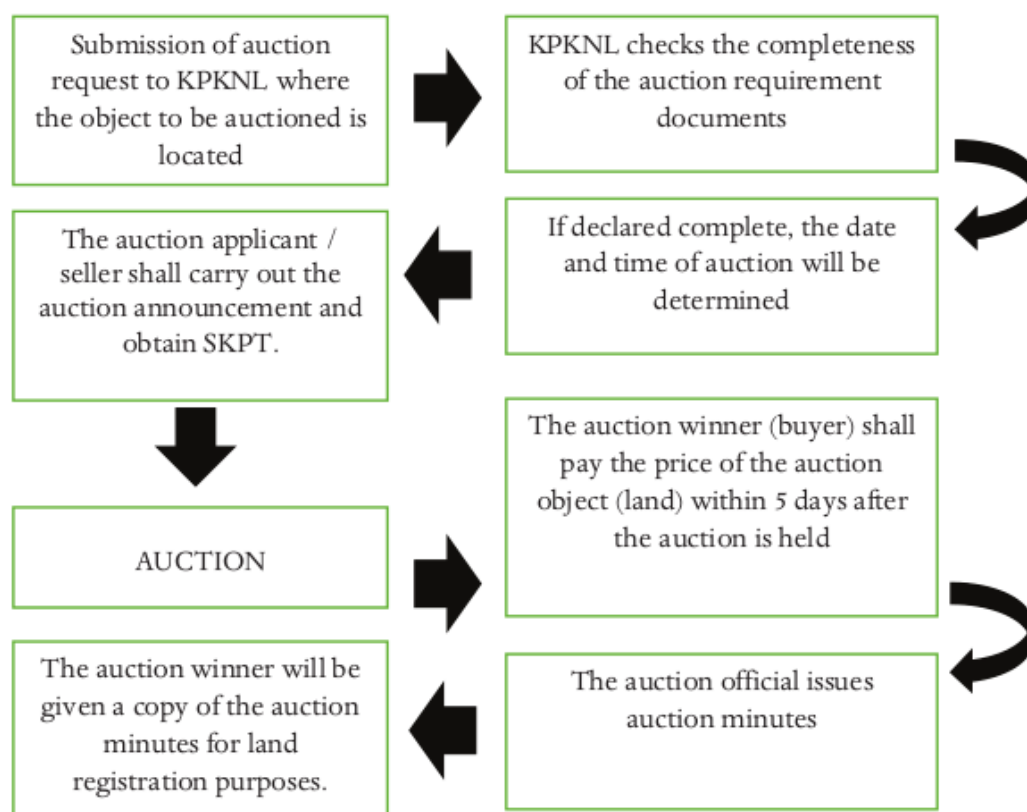 Submission of auction
request to KPKNL where
the object to be auctioned is
located
KPKNL checks the completeness
of the auction requirement
documents
If declared complete, the date
and time of auction will be
determined
The auction applicant /
seller shall carry out the
auction announcement and
obtain SKPT.
AUCTION
The auction winner (buyer) shall
pay the price of the auction
object (land) within 5 days after
the auction is held
The auction official issues
auction minutes
The auction winner will be
given a copy of the auction
minutes for land
registration purposes.